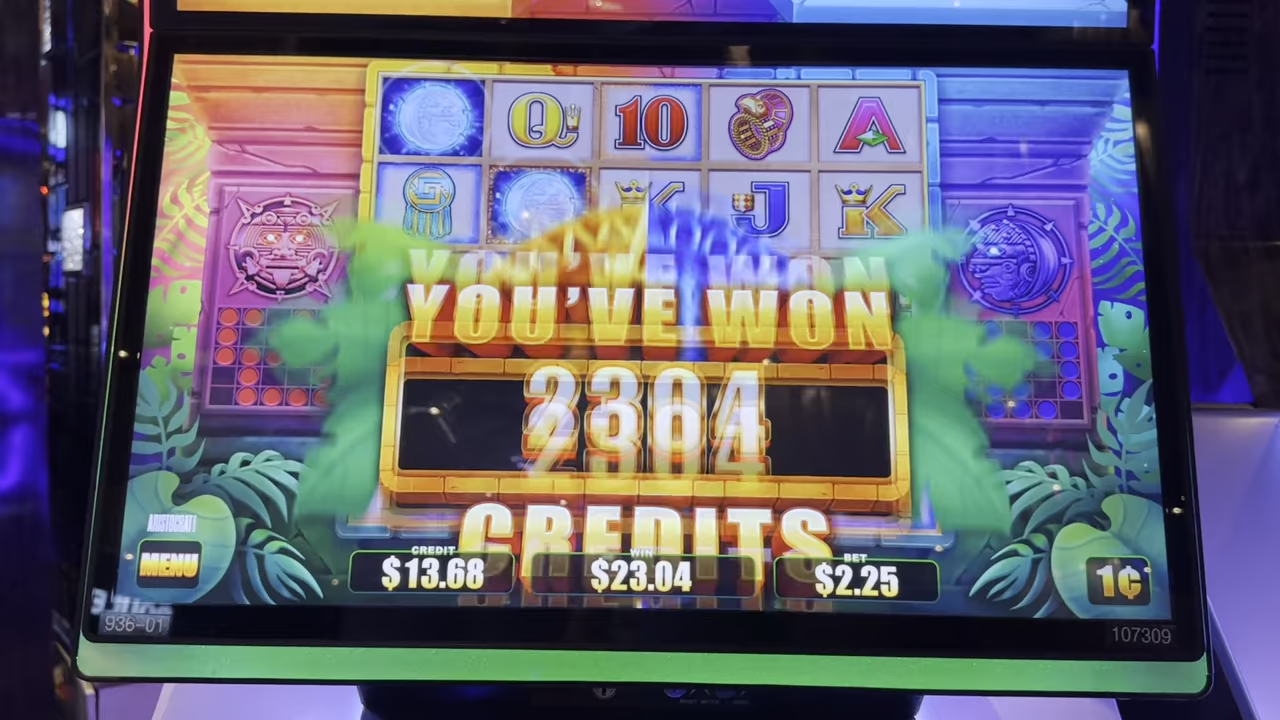 Q 10 A
K J K
YOU'VE WON
2304
CREDITS
ARISTOCRAT
MENU
CREDIT WIN BET
$13.68 $23.04 $2.25 1¢
936-01 107309